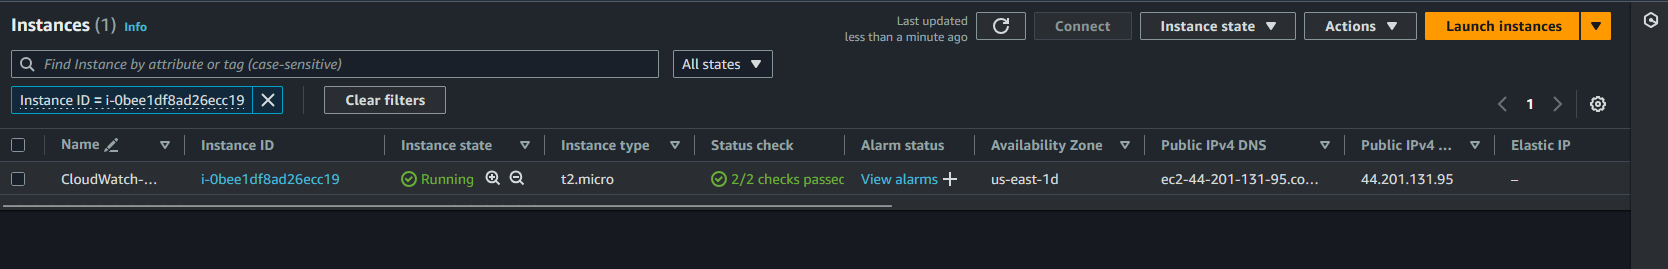 Instances (1) Info
Last updated
less than a minute ago
Connect
Instance state
Actions
Launch instances
Find Instance by attribute or tag (case-sensitive)
All states
Instance ID = i-0bee1df8ad26ecc19
Clear filters
1
Name Instance ID Instance state Instance type Status check Alarm status Availability Zone Public IPv4 DNS Public IPv4 ... Elastic IP
CloudWatch-... i-0bee1df8ad26ecc19 Running t2.micro 2/2 checks passec View alarms + us-east-1d ec2-44-201-131-95.co... 44.201.131.95 –